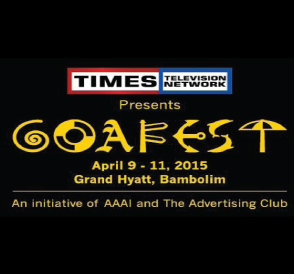 TIMES TELEVISION NETWORK
Presents
GOAFEST
April 9 - 11, 2015
Grand Hyatt, Bambolim
An initiative of AAAI and The Advertising Club